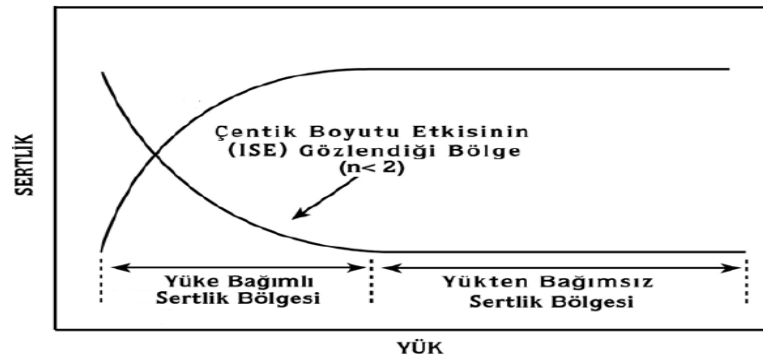 SERTLİK
Çentik Boyutu Etkisinin
(ISE) Gözlendiği Bölge
(n< 2)
Yüke Bağımlı
Sertlik Bölgesi
Yükten Bağımsız
Sertlik Bölgesi
YÜK